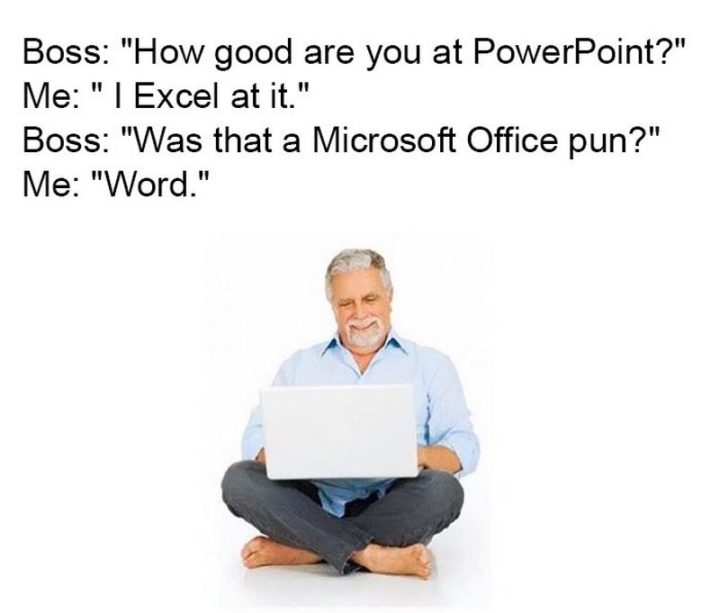 Boss: "How good are you at PowerPoint?"
Me: " I Excel at it."
Boss: "Was that a Microsoft Office pun?"
Me: "Word."